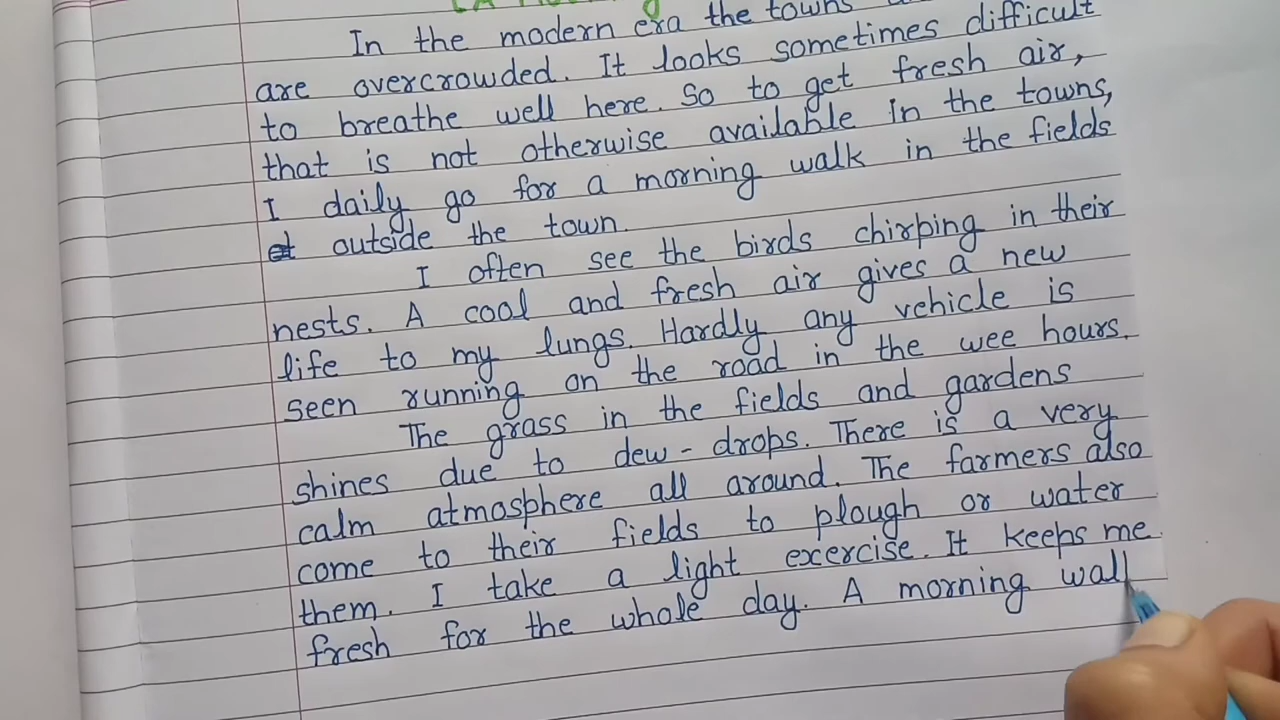 In the modern era the towns
are overcrowded. It looks sometimes difficult
to breathe well here. So to get fresh air,
that is not otherwise available in the towns,
I daily go for a morning walk in the fields
outside the town.
I often see the birds chirping in their
nests. A cool and fresh air gives a new
life to my lungs. Hardly any vehicle is
seen running on the road in the wee hours.
The grass in the fields and gardens
shines due to dew-drops. There is a very
calm atmosphere all around. The farmers also
come to their fields to plough or water
them. I take a light exercise. It keeps me
fresh for the whole day. A morning wal